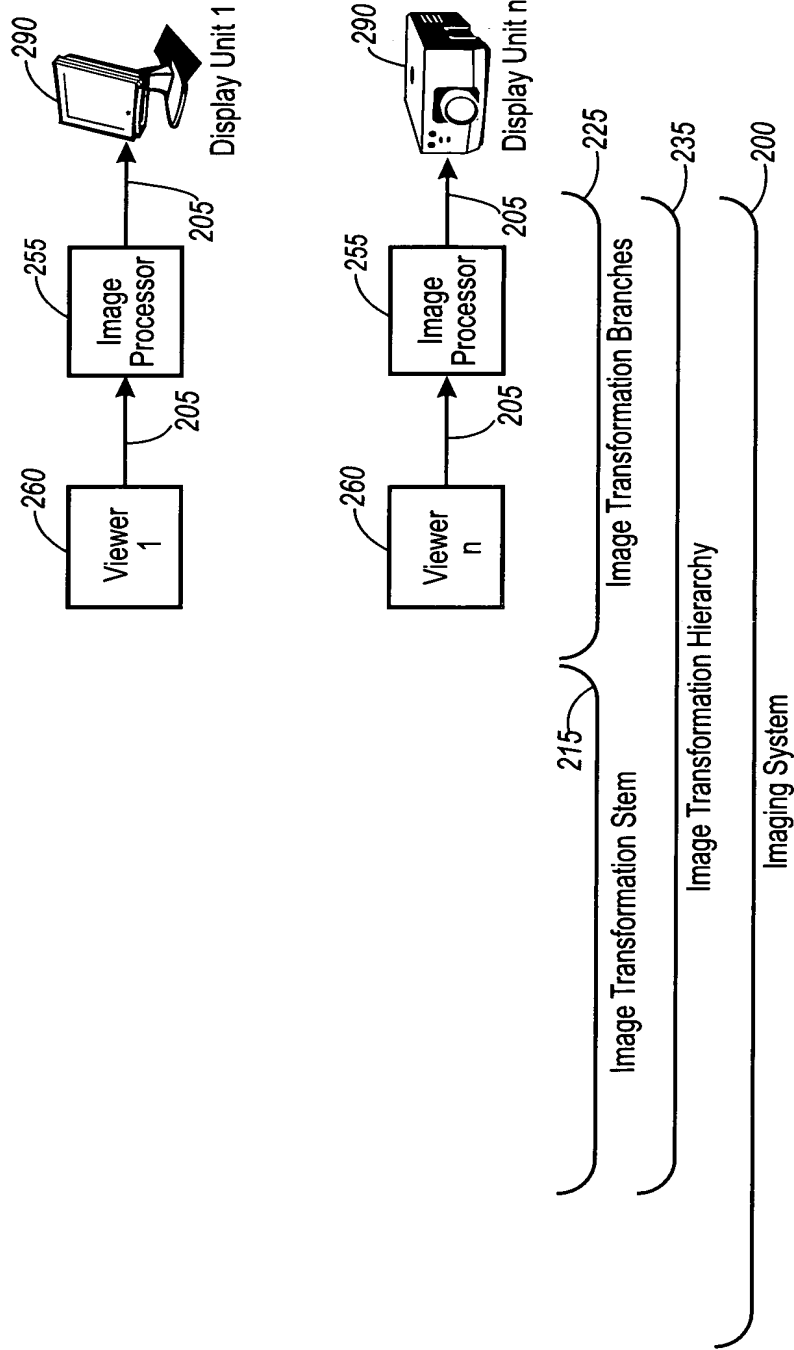 260
Viewer
1
205
255
Image
Processor
205
290
Display Unit 1
260
Viewer
n
205
255
Image
Processor
205
290
Display Unit n
215
225
Image Transformation Stem
Image Transformation Branches
235
Image Transformation Hierarchy
200
Imaging System